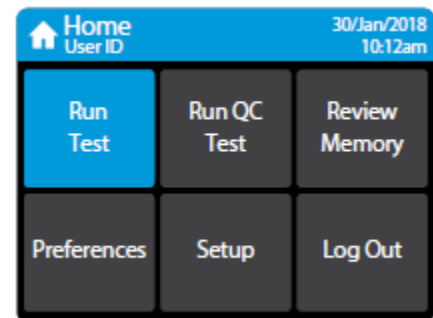 Home
User ID
30/Jan/2018
10:12am
Run
Test
Run QC
Test
Review
Memory
Preferences
Setup
Log Out